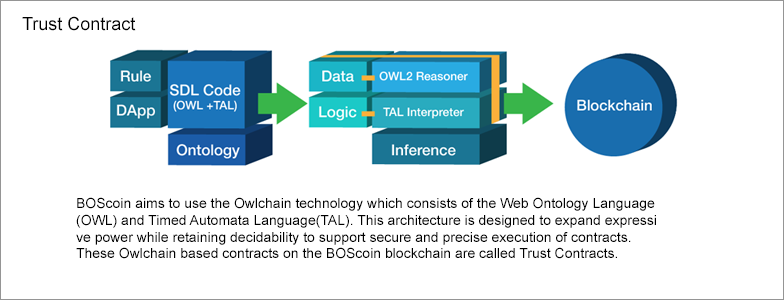 Trust Contract
Rule
DApp
SDL Code
(OWL +TAL)
Ontology
Data
OWL2 Reasoner
Logic
TAL Interpreter
Inference
Blockchain
BOScoin aims to use the Owlchain technology which consists of the Web Ontology Language
(OWL) and Timed Automata Language(TAL). This architecture is designed to expand expressi
ve power while retaining decidability to support secure and precise execution of contracts.
These Owlchain based contracts on the BOScoin blockchain are called Trust Contracts.